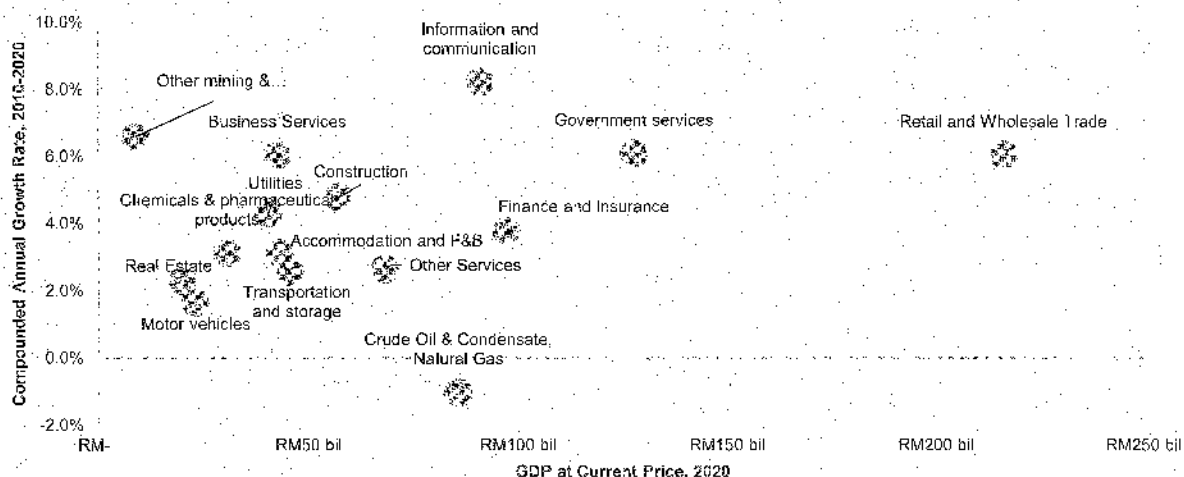 10.0%
8.0%
6.0%
4.0%
2.0%
0.0%
-2.0%
Compounded Annual Growth Rate, 2010-2020
Information and
communication
Other mining &...
Business Services
Government services
Retail and Wholesale Trade
Utilities
Construction
Chemicals & pharmaceutical
products
Finance and Insurance
Accommodation and F&B
Real Estate
Other Services
Transportation
and storage
Motor vehicles
Crude Oil & Condensate,
Natural Gas
RM-
RM50 bil
RM100 bil
RM150 bil
RM200 bil
RM250 bil
GDP at Current Price, 2020